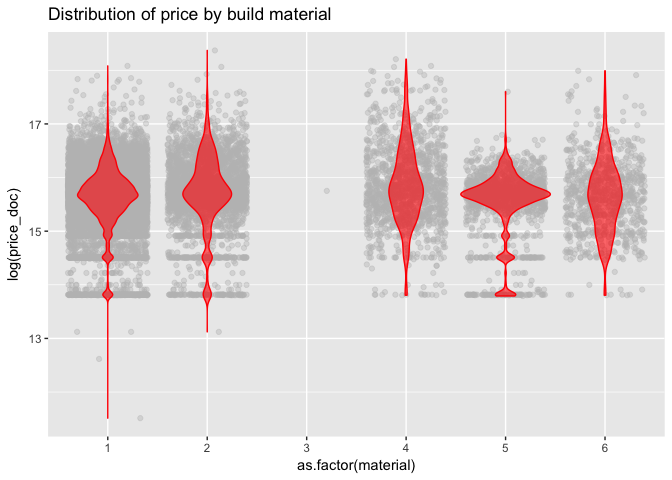 Distribution of price by build material
log(price_doc)
17
15
13
1 2 3 4 5 6
as.factor(material)